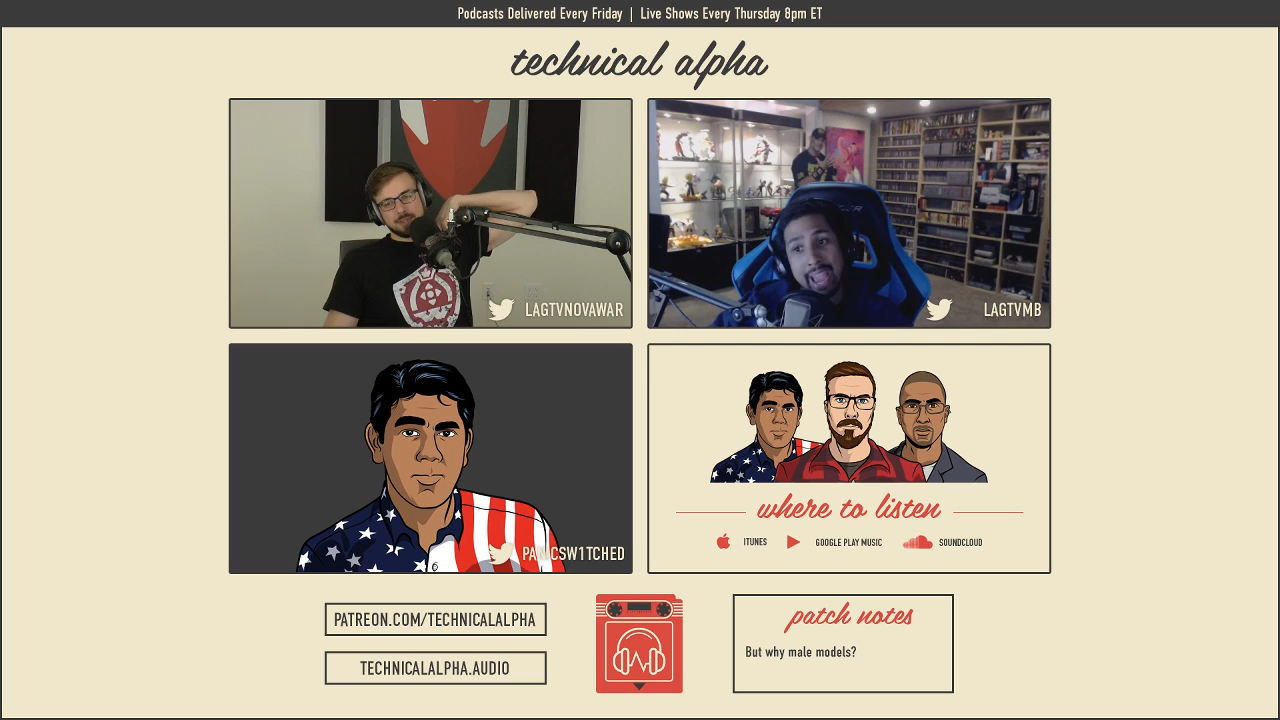 Podcasts Delivered Every Friday | Live Shows Every Thursday 8pm ET
technical alpha
LAGTVNOVAWAR
LAGTVMB
PANICSW1TCHED
where to listen
ITUNES
GOOGLE PLAY MUSIC
SOUNDCLOUD
PATREON.COM/TECHNICALALPHA
TECHNICALALPHA.AUDIO
patch notes
But why male models?